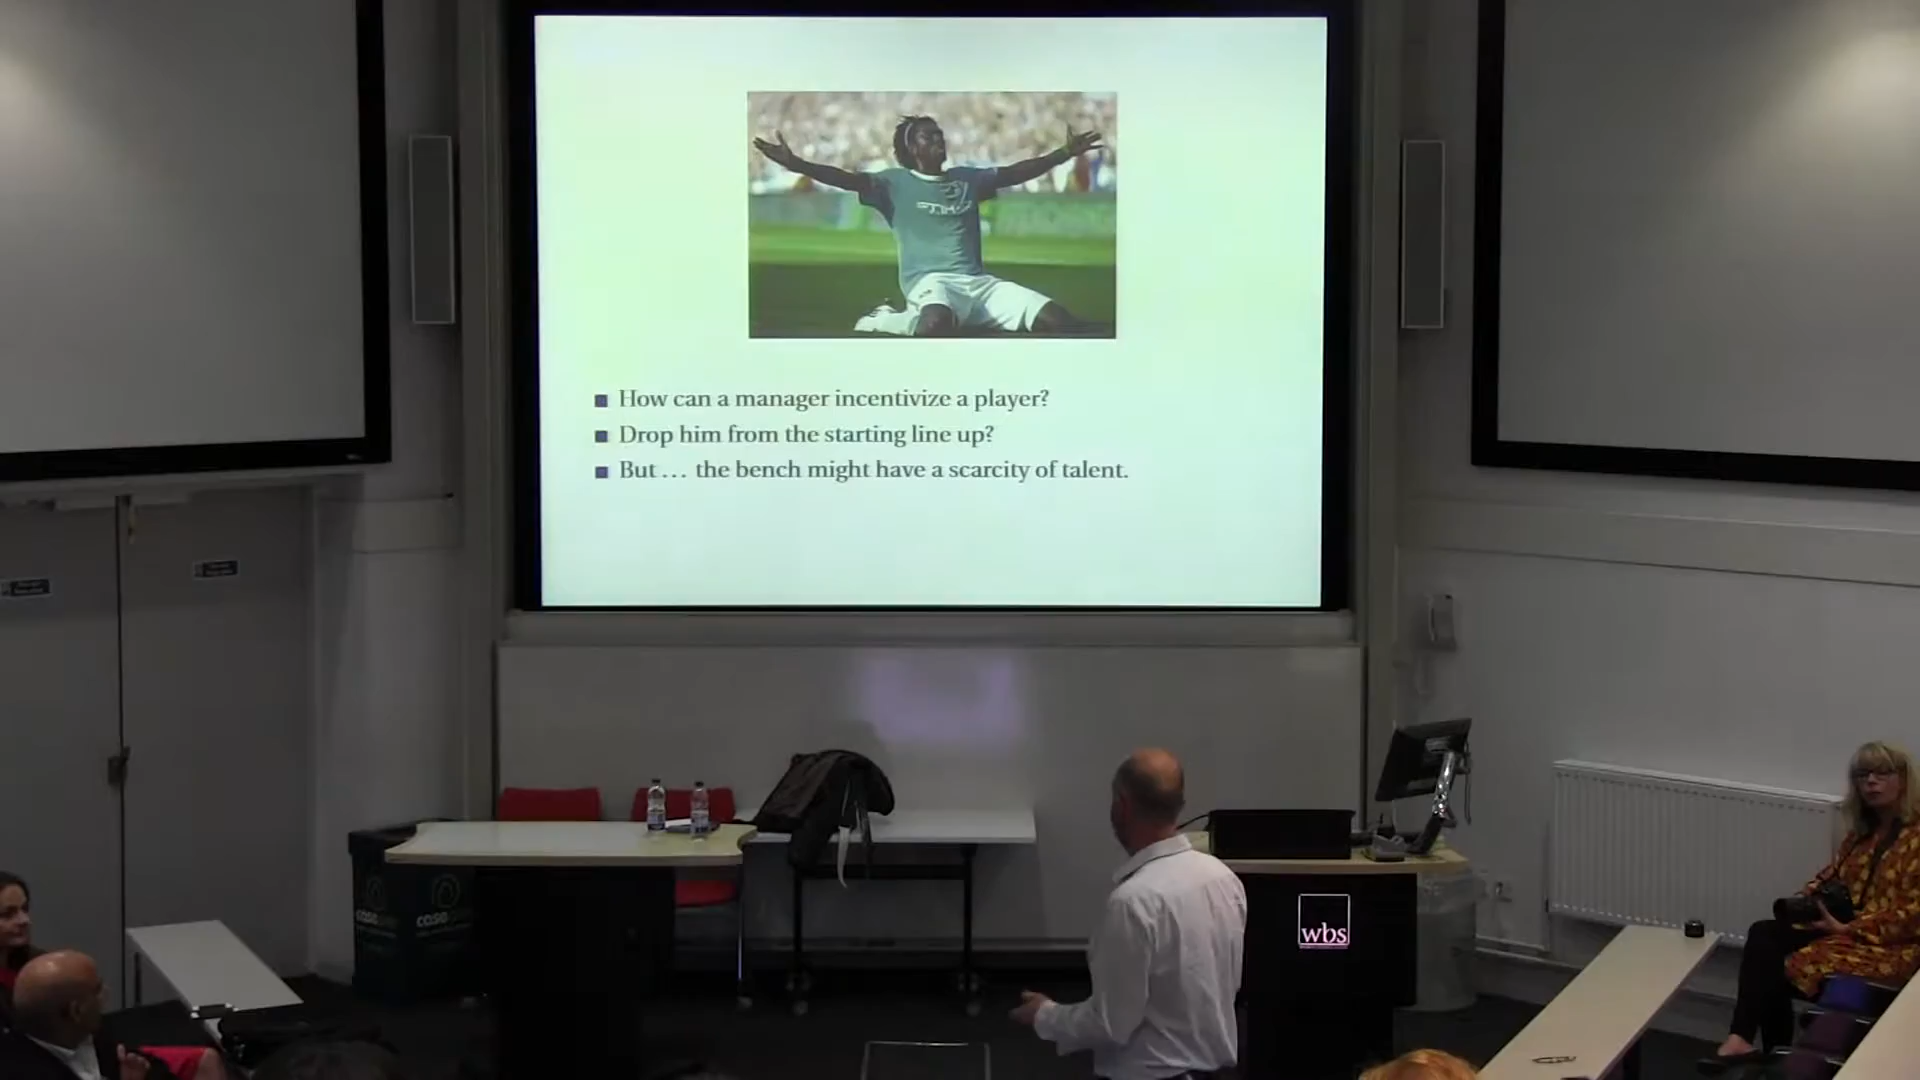 How can a manager incentivize a player?
Drop him from the starting line up?
But ... the bench might have a scarcity of talent.
wbs